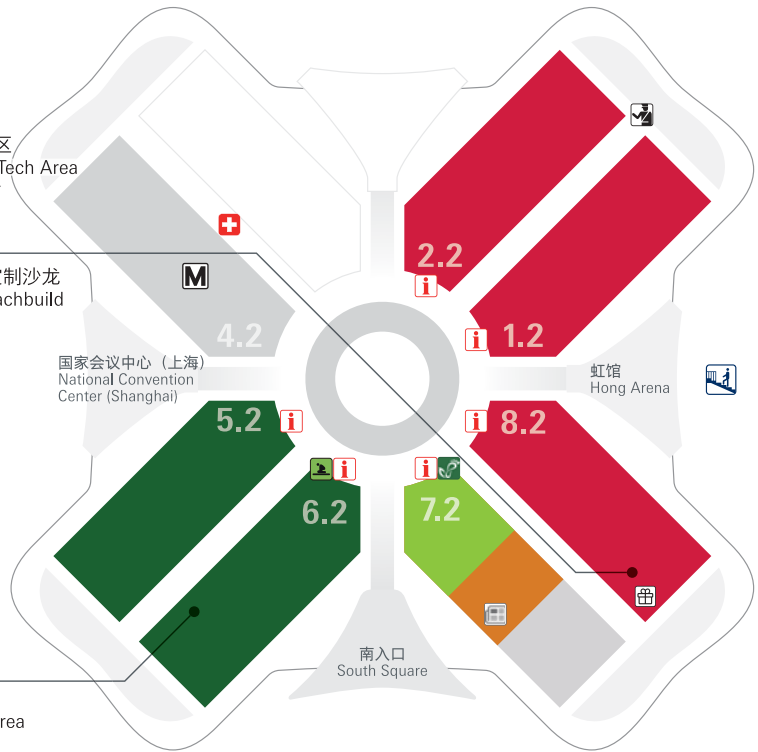 区
Tech Area
制沙龙
achbuild
2.2
1.2
4.2
M
国家会议中心（上海）
National Convention
Center (Shanghai)
虹馆
Hong Arena
5.2
8.2
6.2
7.2
南入口
South Square
rea